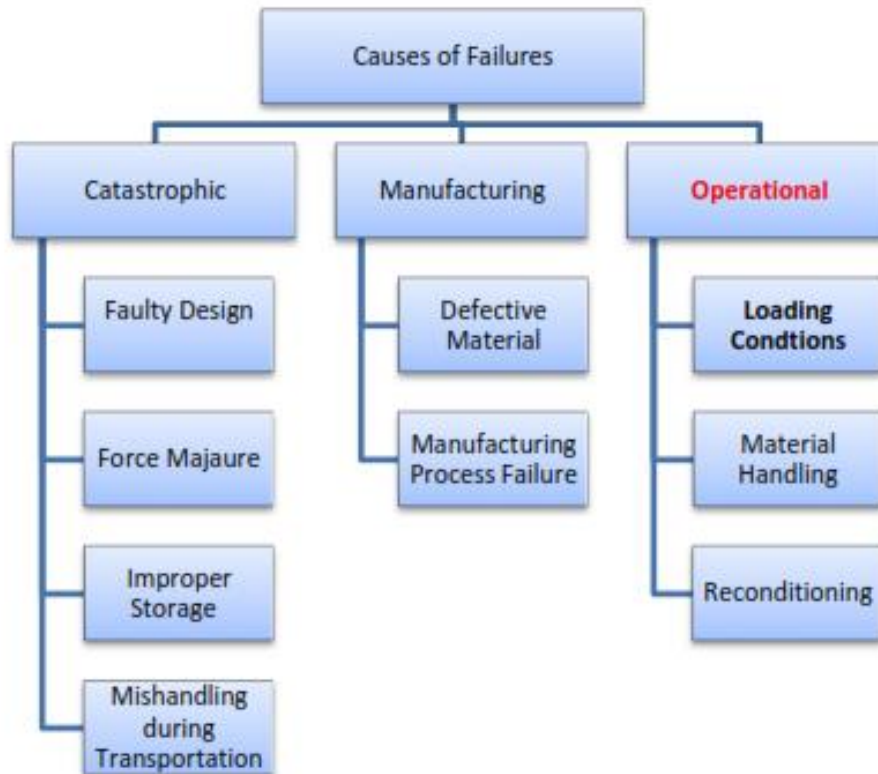 Causes of Failures
Catastrophic
Manufacturing
Operational
Faulty Design
Force Majaure
Improper
Storage
Mishandling
during
Transportation
Defective
Material
Manufacturing
Process Failure
Loading
Condtions
Material
Handling
Reconditioning